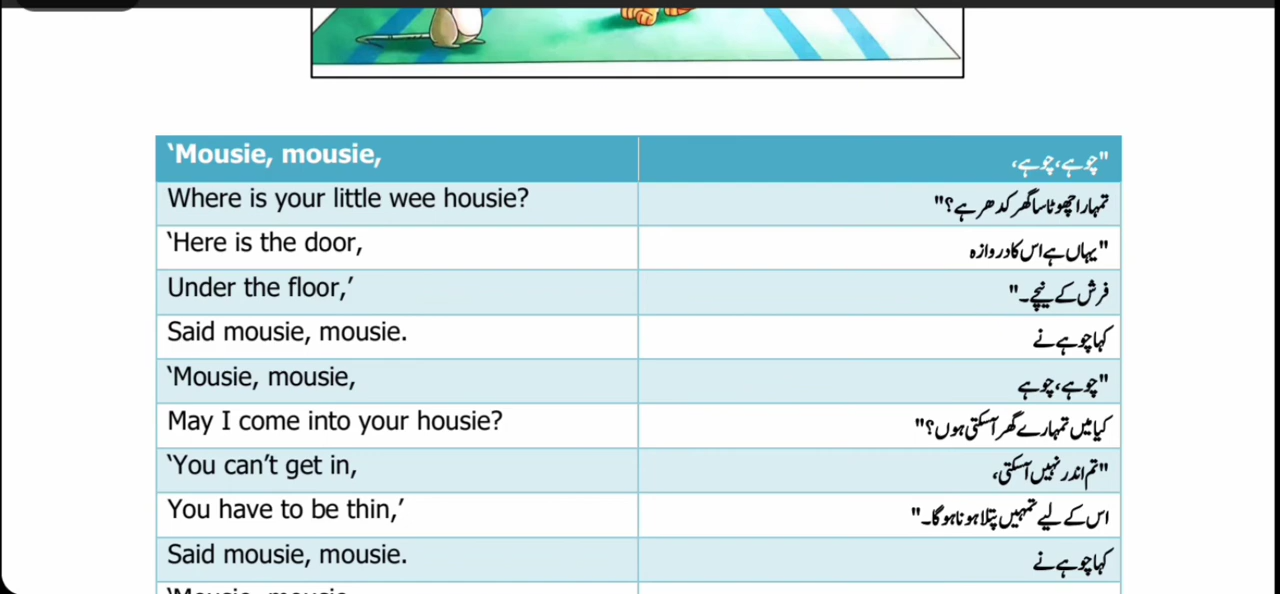 ‘Mousie, mousie,
"چوہے، چوہے،
Where is your little wee housie?
تمہارا چھوٹا سا گھر کدھر ہے؟"
‘Here is the door,
"یہاں ہے اس کا دروازہ
Under the floor,’
فرش کے نیچے۔"
Said mousie, mousie.
کہا چوہے نے
‘Mousie, mousie,
"چوہے، چوہے
May I come into your housie?
کیا میں تمہارے گھر آسکتی ہوں؟"
‘You can’t get in,
"تم اندر نہیں آسکتی،
You have to be thin,’
اس کے لیے تمہیں پتلا ہونا ہوگا۔"
Said mousie, mousie.
کہا چوہے نے